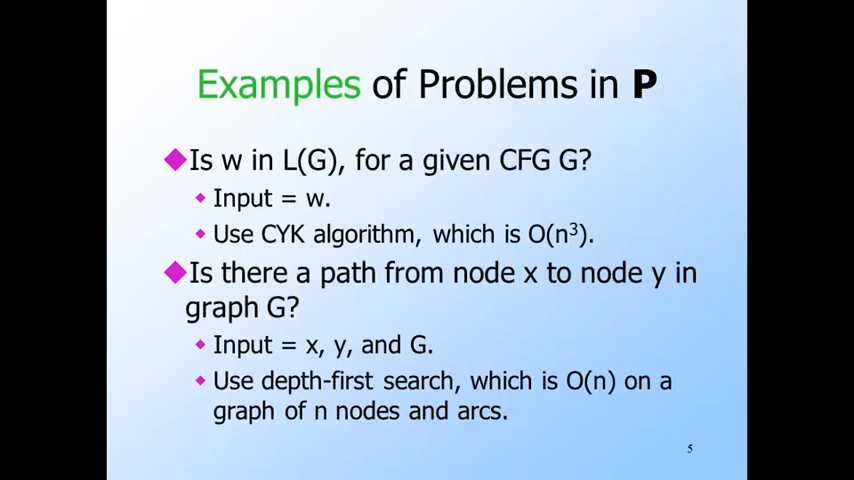 Examples of Problems in P
Is w in L(G), for a given CFG G?
Input = w.
Use CYK algorithm, which is O(n³).
Is there a path from node x to node y in
graph G?
Input = x, y, and G.
Use depth-first search, which is O(n) on a
graph of n nodes and arcs.
5